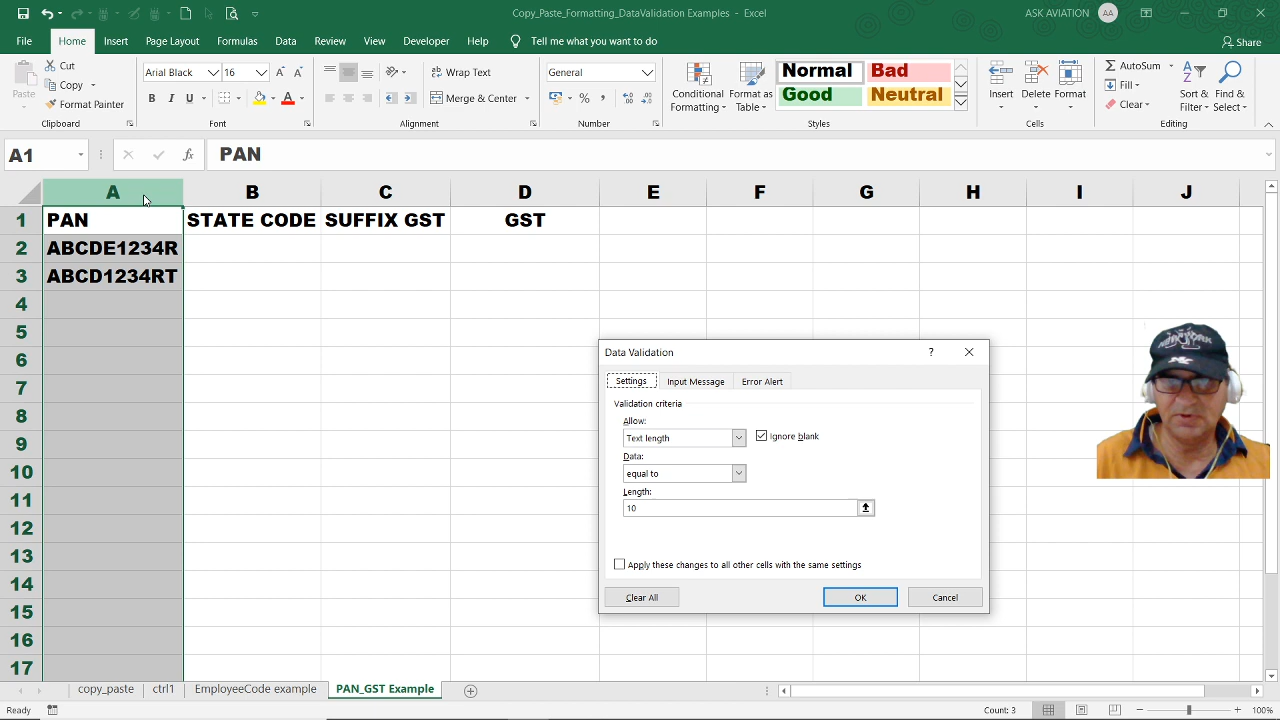 Copy_Paste_Formatting_DataValidation Examples - Excel
ASK AVIATION AA
File Home Insert Page Layout Formulas Data Review View Developer Help Tell me what you want to do Share
Paste Cut Copy Format Painter Clipboard
Arial Black 16 A A B I U A Font
Wrap Text Merge & Center Alignment
General % , Number
Conditional Formatting Format as Table Normal Bad Good Neutral Styles
Insert Delete Format Cells
AutoSum Fill Clear Sort & Filter Find & Select Editing
A1 fx PAN
A B C D E F G H I J
1 PAN STATE CODE SUFFIX GST GST
2 ABCDE1234R
3 ABCD1234RT
4
5
6
7
8
9
10
11
12
13
14
15
16
17
Data Validation ?
Settings Input Message Error Alert
Validation criteria
Allow:
Text length Ignore blank
Data:
equal to
Length:
10
Apply these changes to all other cells with the same settings
Clear All OK Cancel
copy_paste ctrl1 EmployeeCode example PAN_GST Example
Ready Count: 3 100%